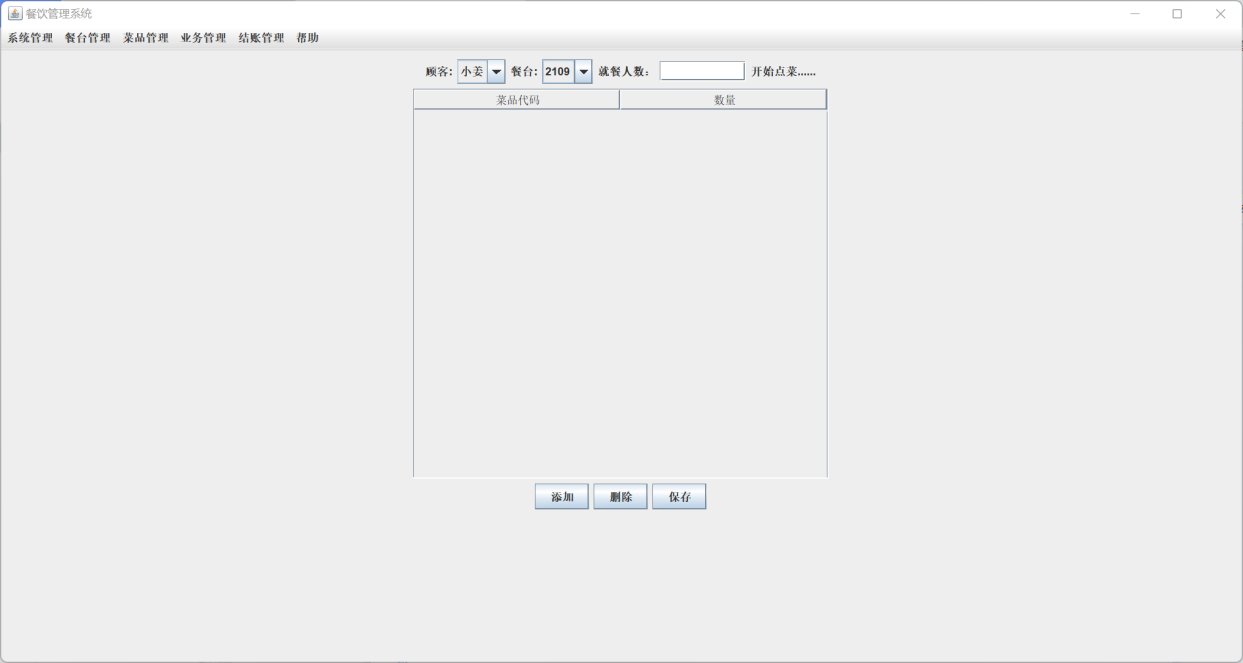 餐饮管理系统
系统管理 餐台管理 菜品管理 业务管理 结账管理 帮助
顾客: 小姜 餐台: 2109 就餐人数: 开始点菜......
菜品代码 数量
添加 删除 保存